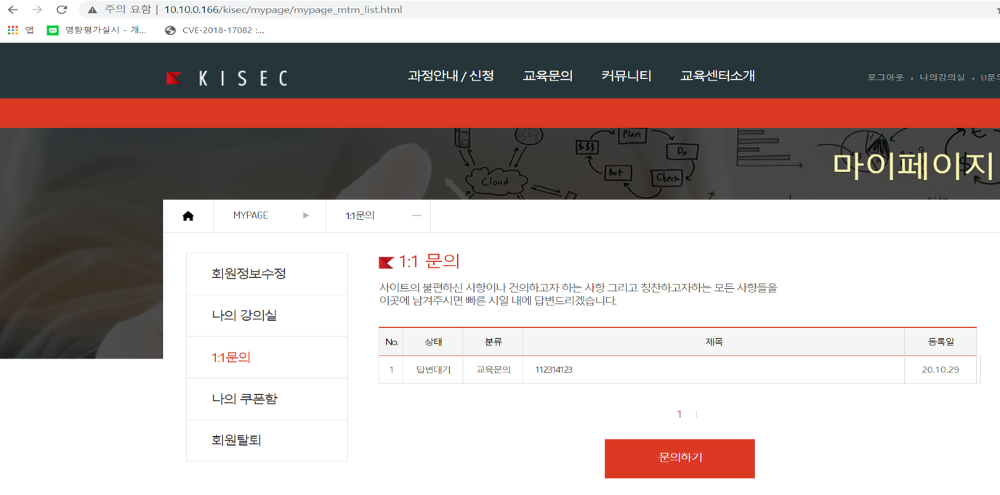 주의 요함 | 10.10.0.166/kisec/mypage/mypage_mtm_list.html
앱 영향평가실시 - 개... CVE-2018-17082 :...
KISEC 과정안내 / 신청 교육문의 커뮤니티 교육센터소개 로그아웃 • 나의강의실 • 1:1문의
Plan
$$$
Do
Act
Check
Cloud
마이페이지
MYPAGE ▶ 1:1문의 —
회원정보수정
나의 강의실
1:1문의
나의 쿠폰함
회원탈퇴
1:1 문의
사이트의 불편하신 사항이나 건의하고자 하는 사항 그리고 칭찬하고자하는 모든 사항들을
이곳에 남겨주시면 빠른 시일 내에 답변드리겠습니다.
No. 상태 분류 제목 등록일
1 답변대기 교육문의 112314123 20.10.29
1 |
문의하기